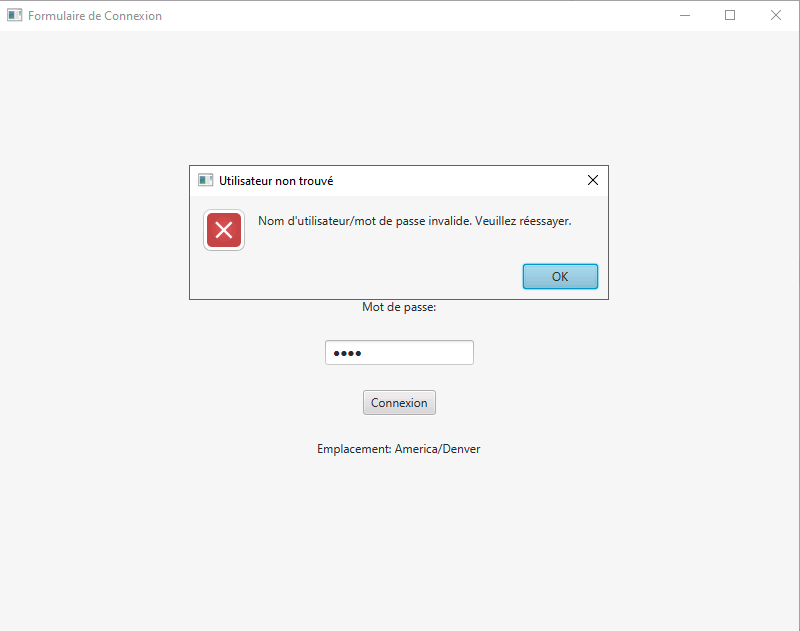 Formulaire de Connexion
Utilisateur non trouvé
Nom d'utilisateur/mot de passe invalide. Veuillez réessayer.
OK
Mot de passe:
••••
Connexion
Emplacement: America/Denver